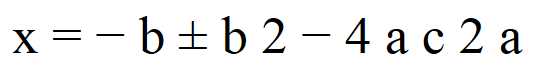 x = − b ± b 2 − 4 a c 2 a